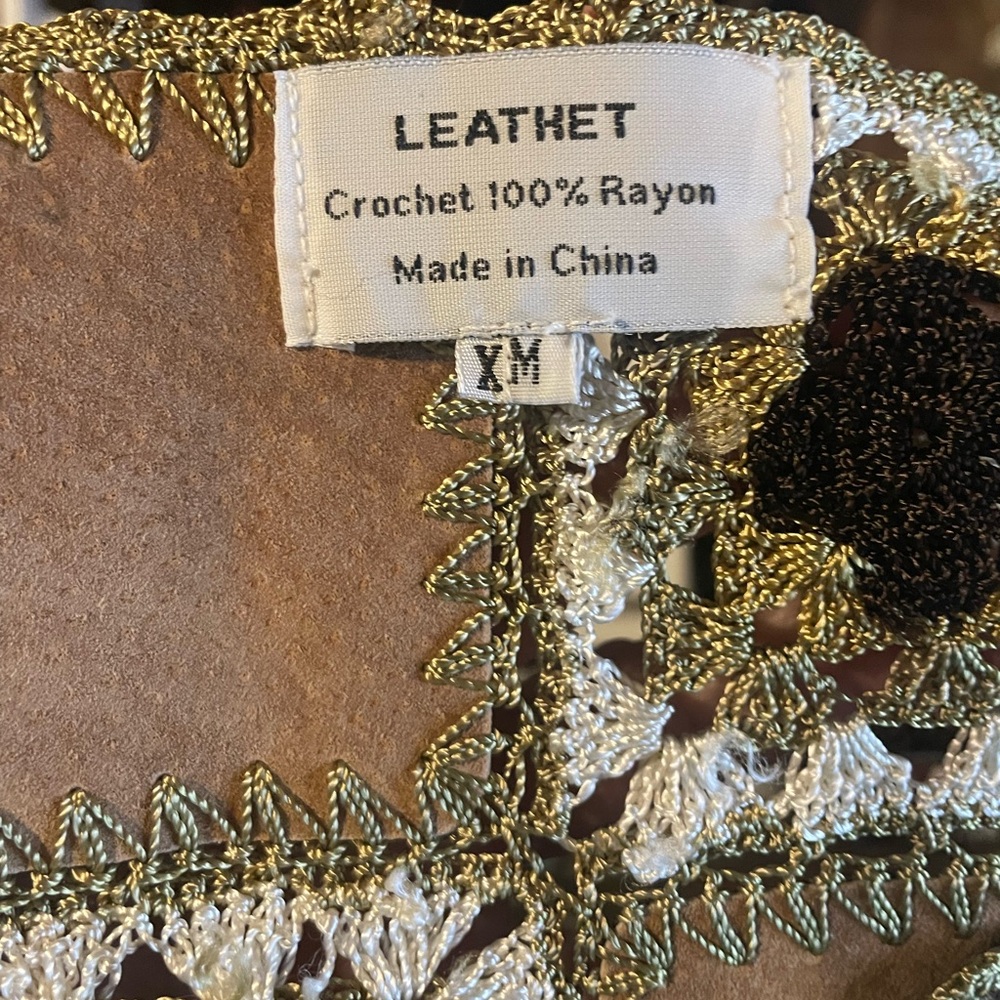 LEATHET
Crochet 100% Rayon
Made in China
XM